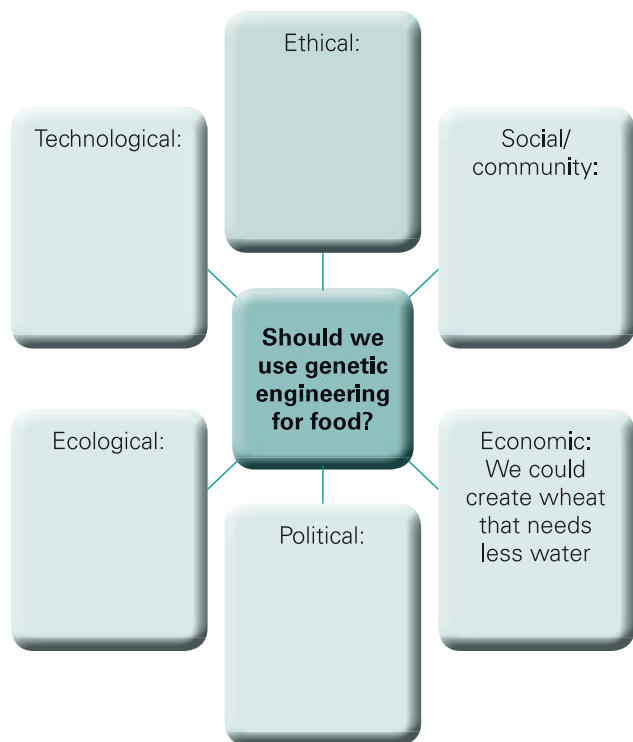 Ethical:
Technological:
Social/
community:
Should we
use genetic
engineering
for food?
Ecological:
Economic:
We could
create wheat
that needs
less water
Political: